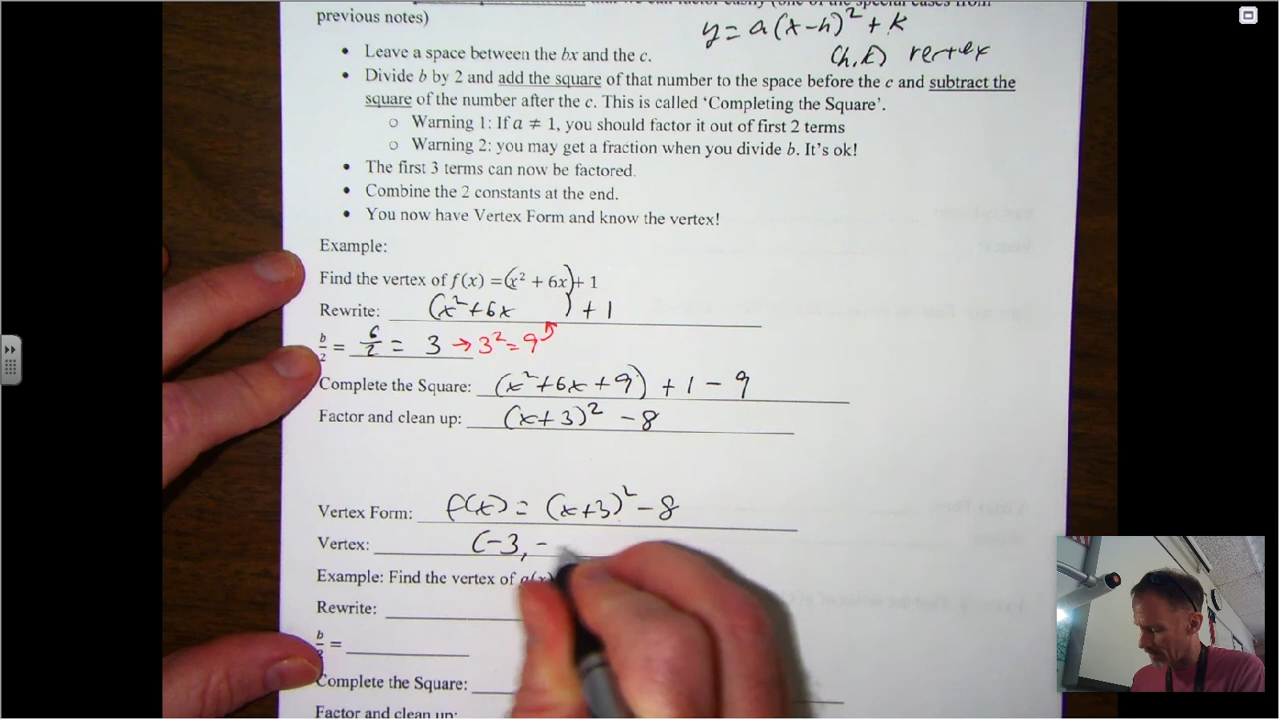 previous notes)
y = a(x-h)² + k
(h,k) vertex
• Leave a space between the bx and the c.
• Divide b by 2 and add the square of that number to the space before the c and subtract the
square of the number after the c. This is called ‘Completing the Square’.
o Warning 1: If a ≠ 1, you should factor it out of first 2 terms
o Warning 2: you may get a fraction when you divide b. It’s ok!
• The first 3 terms can now be factored.
• Combine the 2 constants at the end.
• You now have Vertex Form and know the vertex!
Example:
Find the vertex of f(x) = (x² + 6x) + 1
Rewrite: (x²+6x ) + 1
b/2 = 6/2 = 3 → 3² = 9
Complete the Square: (x²+6x+9) + 1 - 9
Factor and clean up: (x+3)² - 8
Vertex Form: f(x) = (x+3)² - 8
Vertex: (-3, -
Example: Find the vertex of
Rewrite:
b/2 =
Complete the Square:
Factor and clean up: